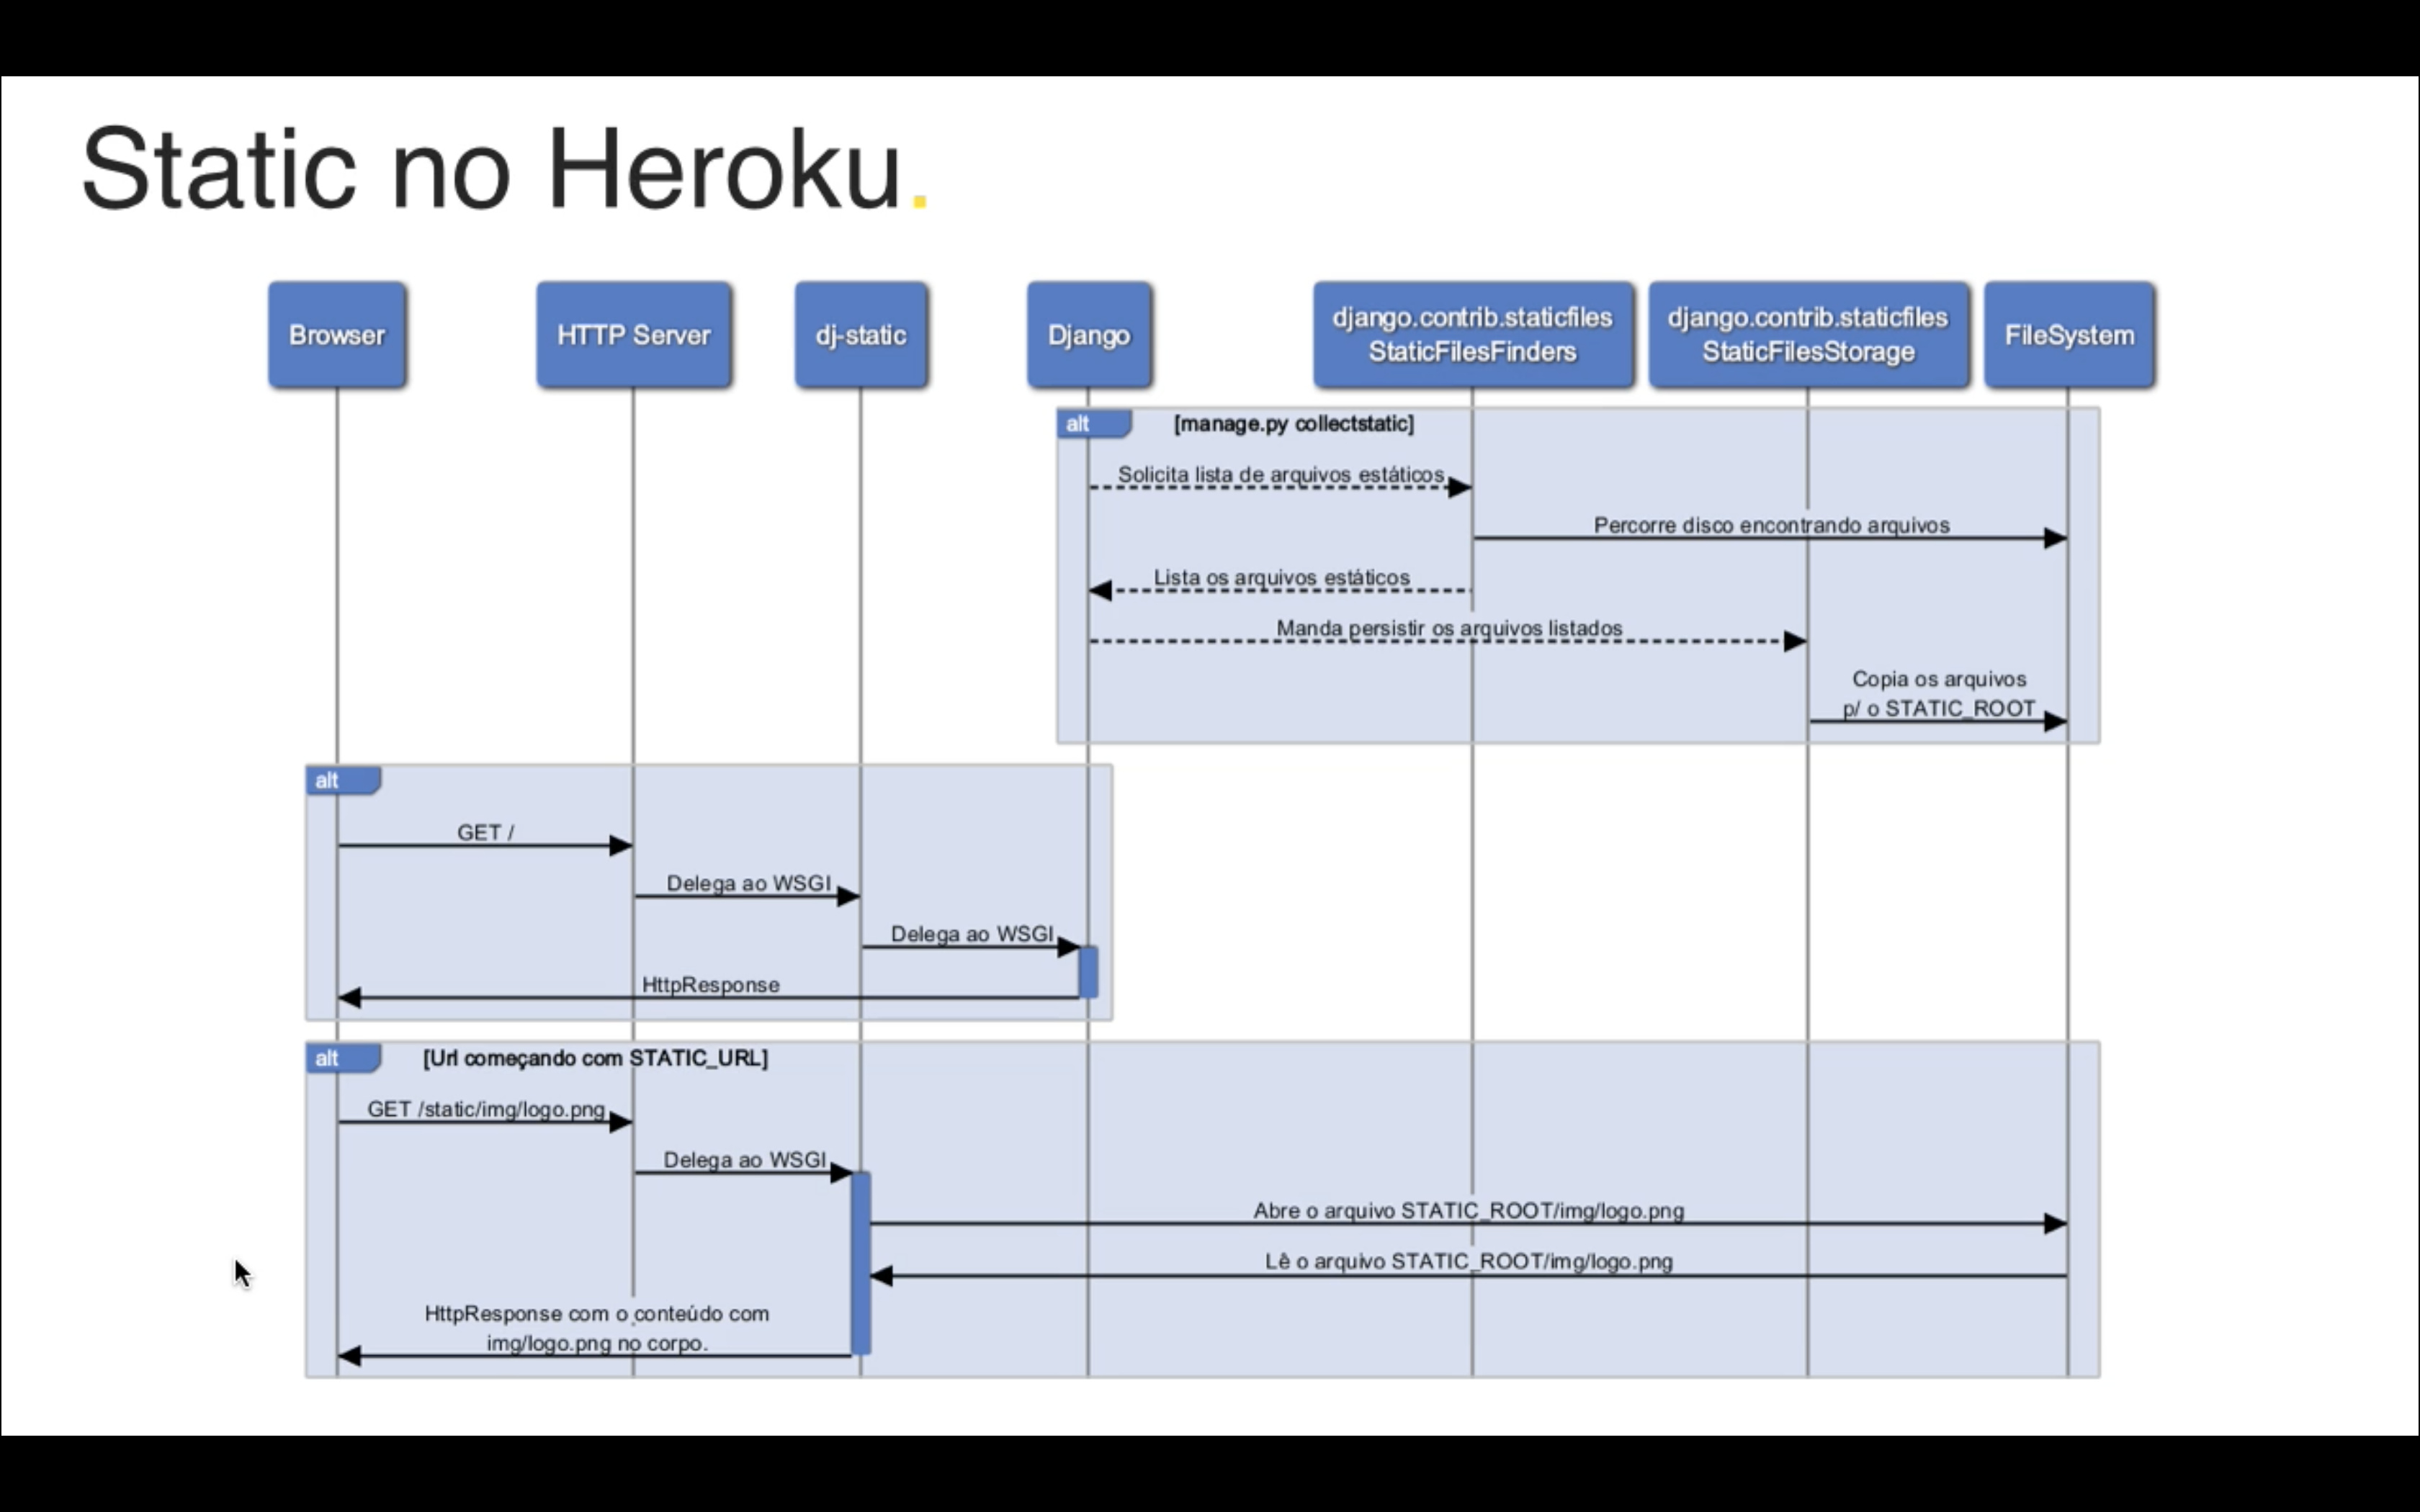 Static no Heroku.
Browser
HTTP Server
dj-static
Django
django.contrib.staticfiles
StaticFilesFinders
django.contrib.staticfiles
StaticFilesStorage
FileSystem
alt
[manage.py collectstatic]
Solicita lista de arquivos estáticos
Percorre disco encontrando arquivos
Lista os arquivos estáticos
Manda persistir os arquivos listados
Copia os arquivos
p/ o STATIC_ROOT
alt
GET /
Delega ao WSGI
Delega ao WSGI
HttpResponse
alt
[Url começando com STATIC_URL]
GET /static/img/logo.png
Delega ao WSGI
Abre o arquivo STATIC_ROOT/img/logo.png
Lê o arquivo STATIC_ROOT/img/logo.png
HttpResponse com o conteúdo com
img/logo.png no corpo.